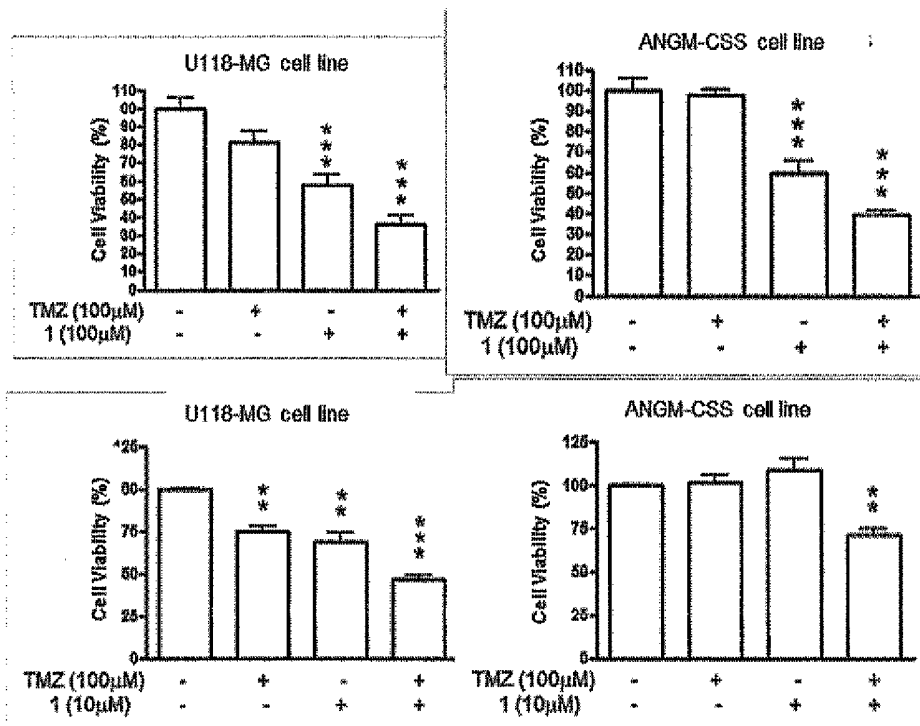 U118-MG cell line
Cell Viability (%)
110
00
90
80
70
60
50
40
30
20
10
0
***
***
TMZ (100µM) - + - +
1 (100µM) - - + +
ANGM-CSS cell line
Cell Viability (%)
110
100
90
80
70
60
50
40
30
20
10
0
***
***
TMZ (100µM) - + - +
1 (100µM) - - + +
U118-MG cell line
Cell Viability (%)
25
00
75
50
25
0
**
**
***
TMZ (100µM) - + - +
1 (10µM) - - + +
ANGM-CSS cell line
Cell Viability (%)
125
100
75
50
25
0
**
TMZ (100µM) - + - +
1 (10µM) - - + +